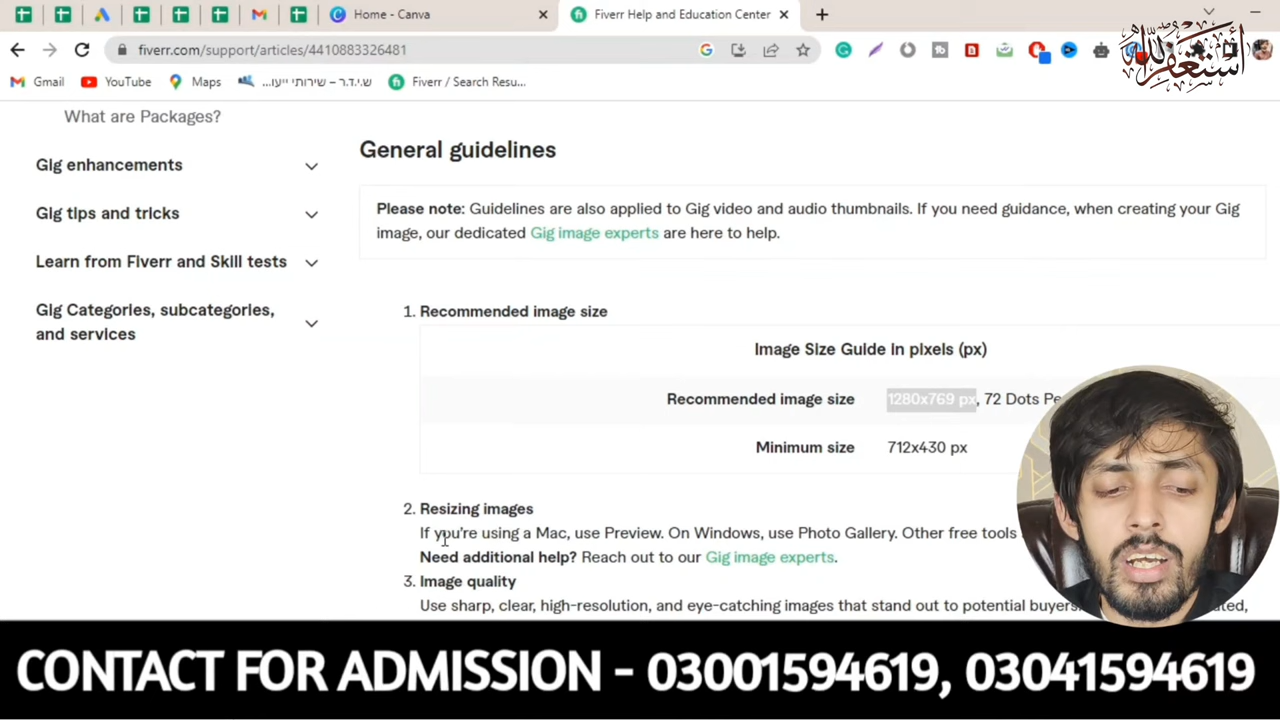 Home - Canva
Fiverr Help and Education Center
fiverr.com/support/articles/4410883326481
أستغفر الله
Gmail
YouTube
Maps
ש.י.ד.ר – שירותי ייעו...
Fiverr / Search Resu...
What are Packages?
Gig enhancements
Gig tips and tricks
Learn from Fiverr and Skill tests
Gig Categories, subcategories,
and services
General guidelines
Please note: Guidelines are also applied to Gig video and audio thumbnails. If you need guidance, when creating your Gig
image, our dedicated Gig image experts are here to help.
1. Recommended image size
Image Size Guide in pixels (px)
Recommended image size 1280x769 px, 72 Dots Pe
Minimum size 712x430 px
2. Resizing images
If you're using a Mac, use Preview. On Windows, use Photo Gallery. Other free tools
Need additional help? Reach out to our Gig image experts.
3. Image quality
Use sharp, clear, high-resolution, and eye-catching images that stand out to potential buyers.
CONTACT FOR ADMISSION - 03001594619, 03041594619